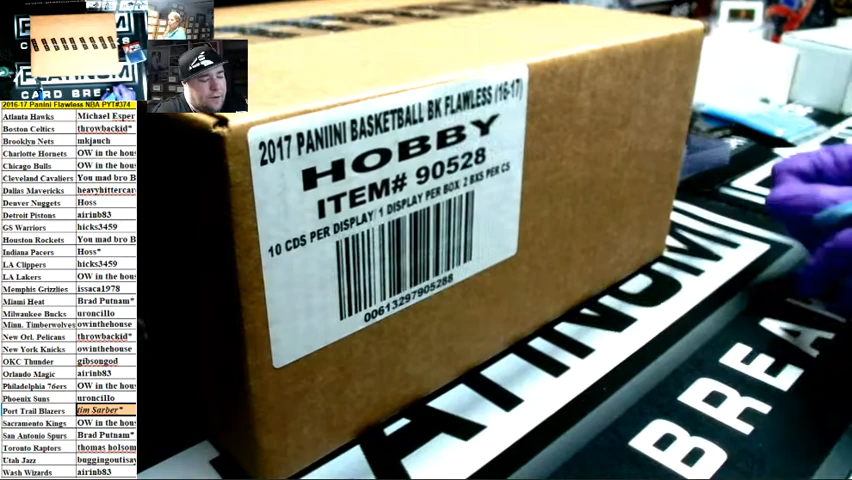 PLATINUM
CARD BREAK
2016-17 Panini Flawless NBA PYT#374
Atlanta Hawks Michael Esper
Boston Celtics throwbackid*
Brooklyn Nets mkjauch
Charlotte Hornets OW in the hou
Chicago Bulls OW in the hou
Cleveland Cavaliers You mad bro B
Dallas Mavericks heavyhittercar
Denver Nuggets Hoss
Detroit Pistons airinb83
GS Warriors hicks3459
Houston Rockets You mad bro B
Indiana Pacers Hoss*
LA Clippers hicks3459
LA Lakers OW in the hou
Memphis Grizzlies issaca1978
Miami Heat Brad Putnam*
Milwaukee Bucks uroncillo
Minn. Timberwolves owinthehouse
New Orl. Pelicans throwbackid*
New York Knicks owinthehouse
OKC Thunder gibsongod
Orlando Magic airinb83
Philadelphia 76ers OW in the hou
Phoenix Suns uroncillo
Port Trail Blazers tim Sarber*
Sacramento Kings OW in the hou
San Antonio Spurs Brad Putnam*
Toronto Raptors thomas holsom
Utah Jazz buggingoutisay
Wash Wizards airinb83
2017 PANIINI BASKETBALL BK FLAWLESS (16-17)
HOBBY
ITEM# 90528
10 CDS PER DISPLAY/ 1 DISPLAY PER BOX/ 2 BXS PER CS
00613297905288
ATINUM
BREA